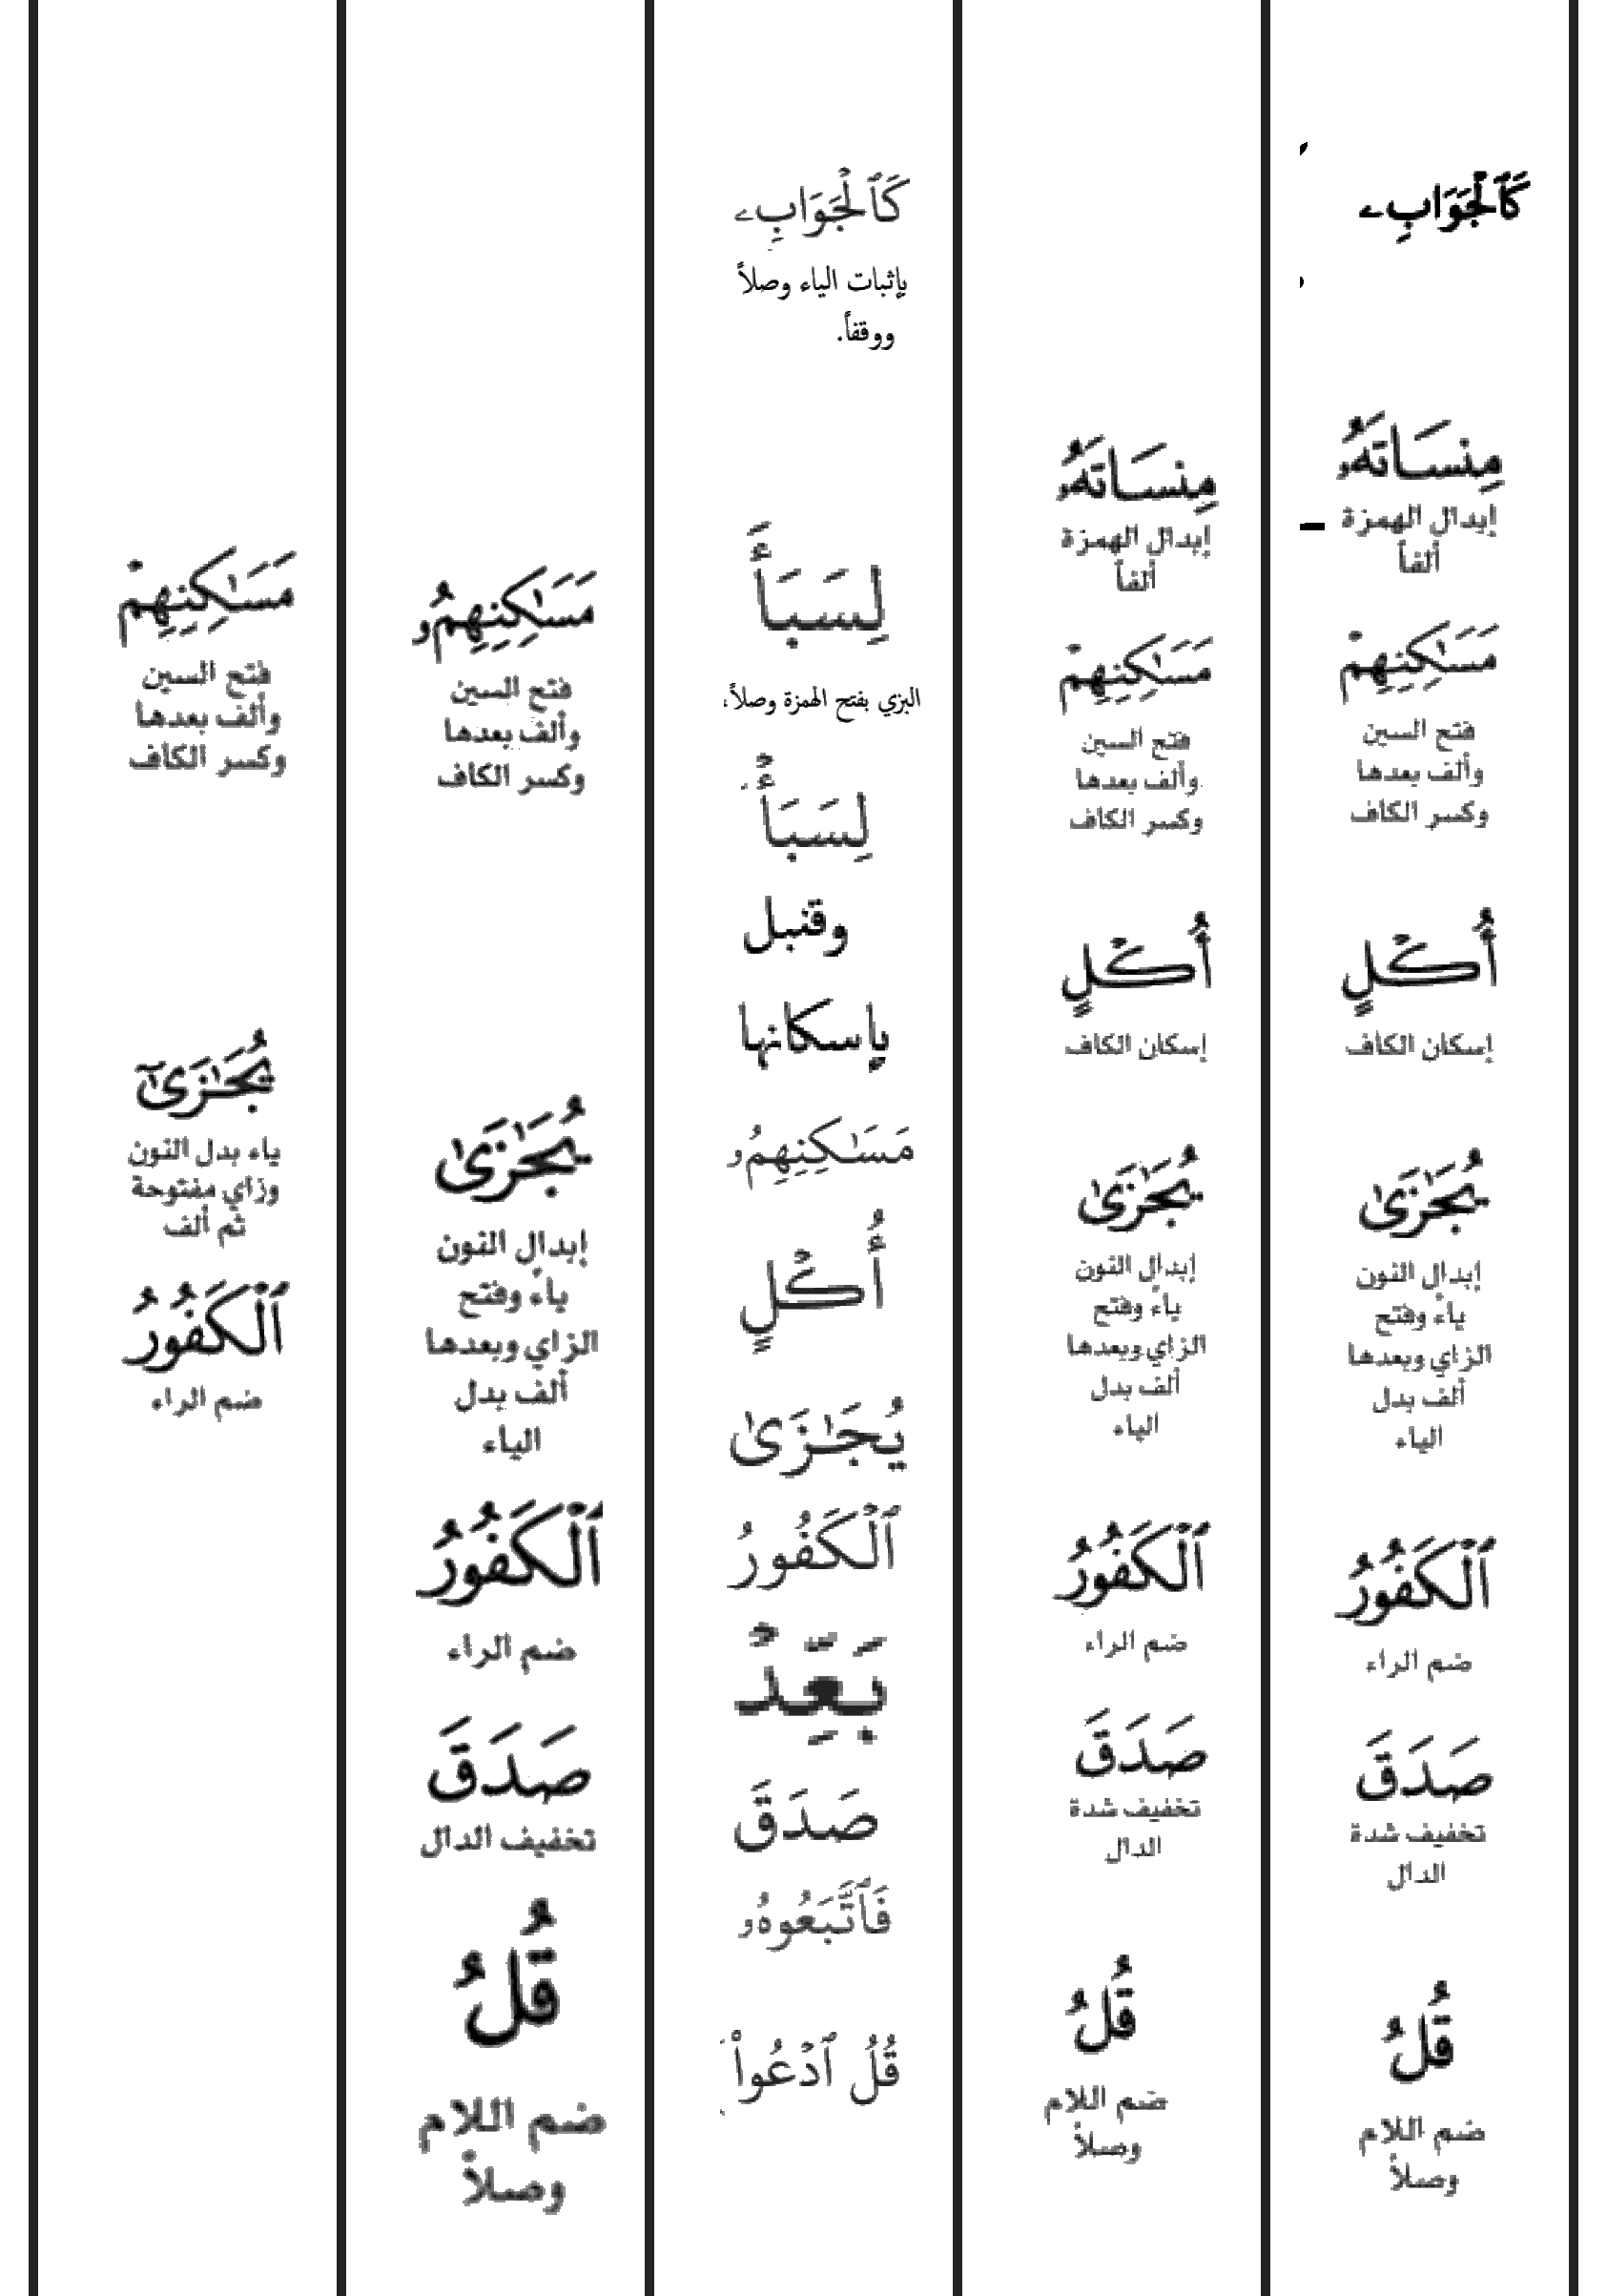 كَٱلۡجَوَابِۦ
مِنسَاتَهُۥ
إبدال الهمزة
ألفاً
مَسَٰكِنِهِمۡ
فتح السين
وألف بعدها
وكسر الكاف
أُكۡلٍ
إسكان الكاف
يُجَٰزَىٰ
إبدال النون
ياء وفتح
الزاي وبعدها
ألف بدل
الياء
ٱلۡكَفُورُ
ضم الراء
صَدَقَ
تخفيف شدة
الدال
قُلُ
ضم اللام
وصلاً
مِنسَاتَهُۥ
إبدال الهمزة
ألفاً
مَسَٰكِنِهِمۡ
فتح السين
وألف بعدها
وكسر الكاف
أُكۡلٍ
إسكان الكاف
يُجَٰزَىٰ
إبدال النون
ياء وفتح
الزاي وبعدها
ألف بدل
الياء
ٱلۡكَفُورُ
ضم الراء
صَدَقَ
تخفيف شدة
الدال
قُلُ
ضم اللام
وصلاً
كَٱلۡجَوَابِۦ
بإثبات الياء وصلاً
ووقفاً.
لِسَبَأَ
البزي بفتح الهمزة وصلاً،
لِسَبَأۡ
وقنبل
بإسكانها
مَسَٰكِنِهِمُۥ
أُكۡلٍ
يُجَٰزَىٰ
ٱلۡكَفُورُ
بَعِّدۡ
صَدَقَ
فَٱتَّبَعُوهُۥ
قُلُ ٱدۡعُوا۟
مَسَٰكِنِهِمُۥ
فتح السين
وألف بعدها
وكسر الكاف
يُجَٰزَىٰ
إبدال النون
ياء وفتح
الزاي وبعدها
ألف بدل
الياء
ٱلۡكَفُورُ
ضم الراء
صَدَقَ
تخفيف الدال
قُلُ
ضم اللام
وصلاً
مَسَٰكِنِهِمۡ
فتح السين
وألف بعدها
وكسر الكاف
يُجَٰزَىٰٓ
ياء بدل النون
وزاي مفتوحة
ثم ألف
ٱلۡكَفُورُ
ضم الراء